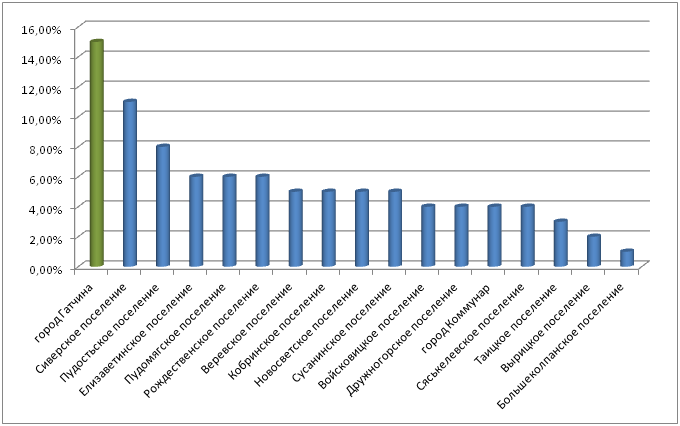 16,00%
14,00%
12,00%
10,00%
8,00%
6,00%
4,00%
2,00%
0,00%
город Гатчина
Сиверское поселение
Пудостьское поселение
Елизаветинское поселение
Пудомягское поселение
Рождественское поселение
Веревское поселение
Кобринское поселение
Новосветское поселение
Сусанинское поселение
Войсковицкое поселение
Дружногорское поселение
город Коммунар
Сяськелевское поселение
Таицкое поселение
Вырицкое поселение
Большеколпанское поселение